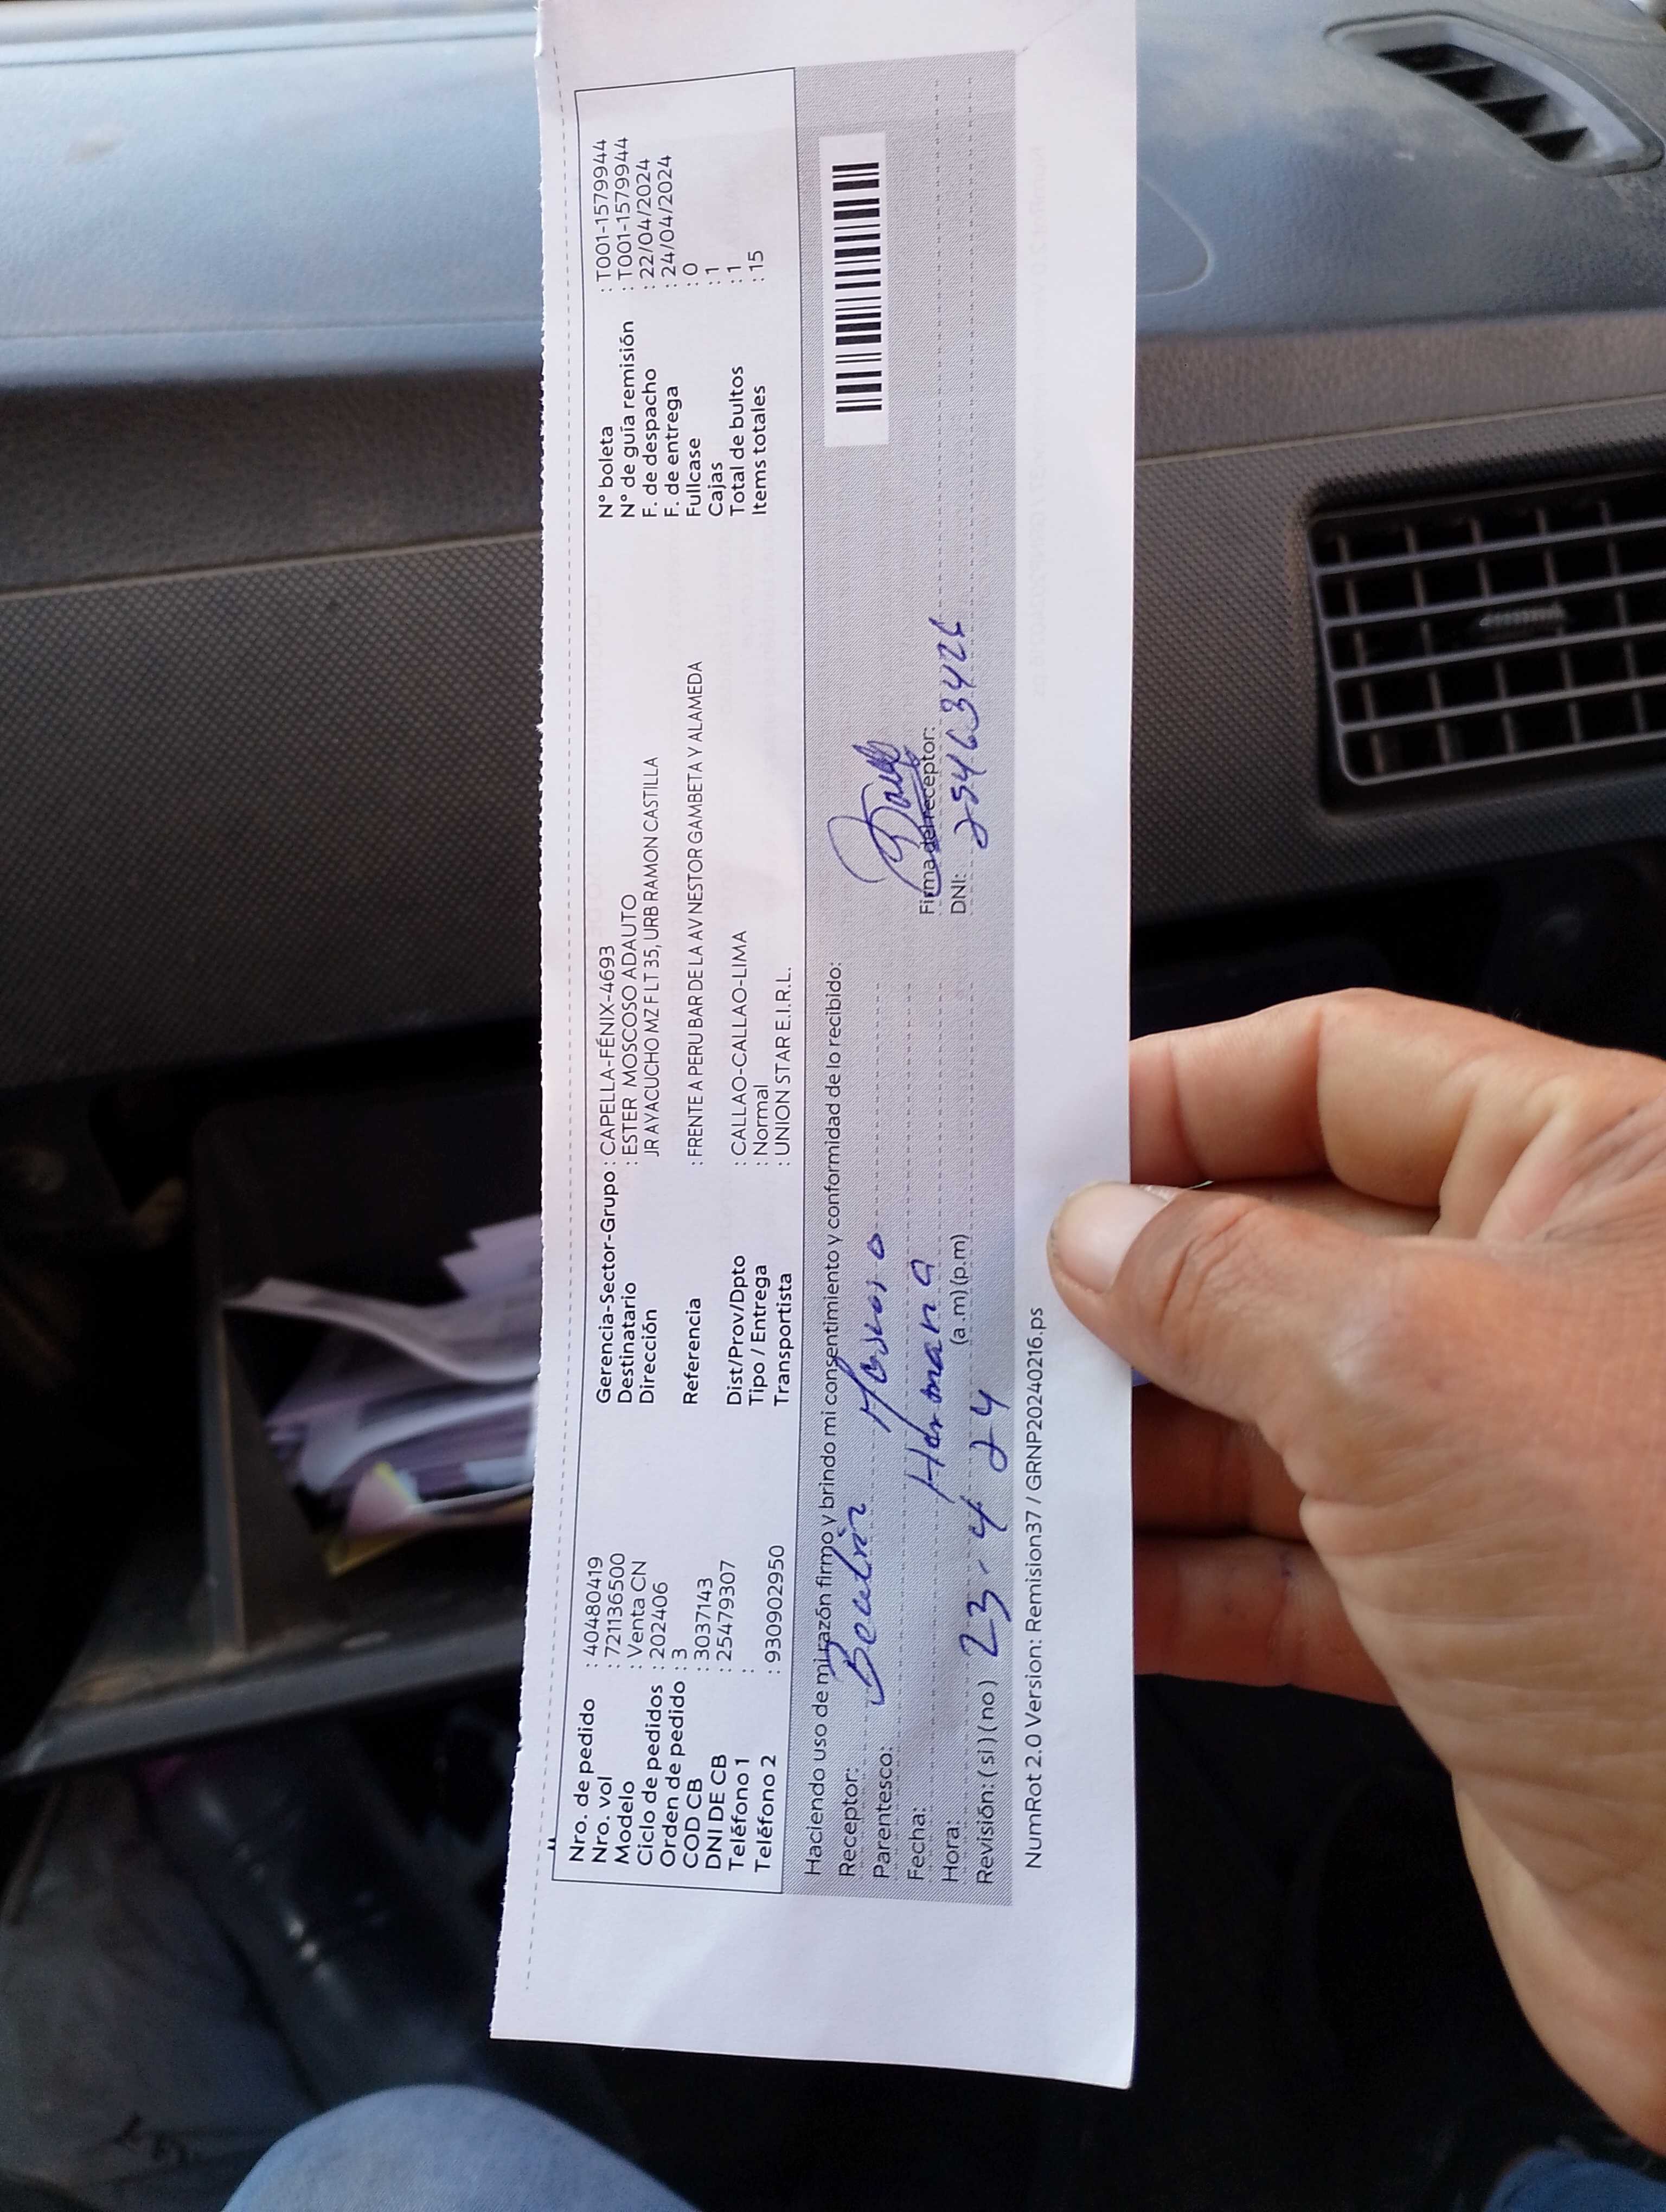 Nro. de pedido : 40480419
Nro. vol : 721136500
Modelo : Venta CN
Ciclo de pedidos : 202406
Orden de pedido : 3
COD CB : 3037143
DNI DE CB : 25479307
Teléfono 1 :
Teléfono 2 : 930902950
Gerencia-Sector-Grupo : CAPELLA-FÉNIX-4693
Destinatario : ESTER MOSCOSO ADAUTO
Dirección JR AYACUCHO MZ F LT 35, URB RAMON CASTILLA
Referencia : FRENTE A PERU BAR DE LA AV NESTOR GAMBETA Y ALAMEDA
Dist/Prov/Dpto : CALLAO-CALLAO-LIMA
Tipo / Entrega : Normal
Transportista : UNION STAR E.I.R.L.
N° boleta : T001-1579944
N° de guía remisión : T001-1579944
F. de despacho : 22/04/2024
F. de entrega : 24/04/2024
Fullcase : 0
Cajas : 1
Total de bultos : 1
Items totales : 15
Haciendo uso de mi razón firmo y brindo mi consentimiento y conformidad de lo recibido:
Receptor: Moscoso
Parentesco: Hermana
Fecha: 23-4-24
Hora: (a.m) (p.m)
Revisión: (si) (no)
Firma del receptor:
DNI: 25463426
NumRot 2.0 Version: Remision37 / GRNP20240216.ps